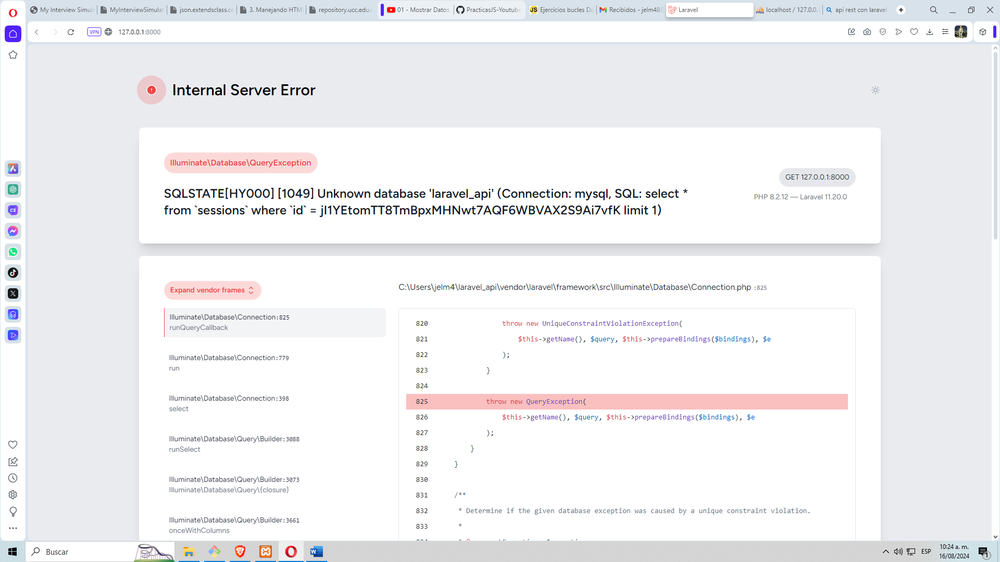 My Interview Simula
MyInterviewSimulat
json.extendsclass.co
3. Manejando HTM
repository.ucc.edu.c
01 - Mostrar Datos
PracticasJS-Youtube
JS Ejercicios bucles Do
Recibidos - jelm48@
Laravel
localhost / 127.0.0.1
api rest con laravel
VPN
127.0.0.1:8000
Internal Server Error
Illuminate\Database\QueryException
GET 127.0.0.1:8000
SQLSTATE[HY000] [1049] Unknown database 'laravel_api' (Connection: mysql, SQL: select *
from `sessions` where `id` = jI1YEtomTT8TmBpxMHNwt7AQF6WBVAX2S9Ai7vfK limit 1)
PHP 8.2.12 — Laravel 11.20.0
Expand vendor frames
Illuminate\Database\Connection:825
runQueryCallback
Illuminate\Database\Connection:779
run
Illuminate\Database\Connection:398
select
Illuminate\Database\Query\Builder:3088
runSelect
Illuminate\Database\Query\Builder:3073
Illuminate\Database\Query\{closure}
Illuminate\Database\Query\Builder:3661
onceWithColumns
C:\Users\jelm4\laravel_api\vendor\laravel\framework\src\Illuminate\Database\Connection.php :825
820 throw new UniqueConstraintViolationException(
821 $this->getName(), $query, $this->prepareBindings($bindings), $e
822 );
823 }
824
825 throw new QueryException(
826 $this->getName(), $query, $this->prepareBindings($bindings), $e
827 );
828 }
829 }
830
831 /**
832 * Determine if the given database exception was caused by a unique constraint violation.
833 *
CS
Buscar
ESP
10:24 a. m.
16/08/2024
1